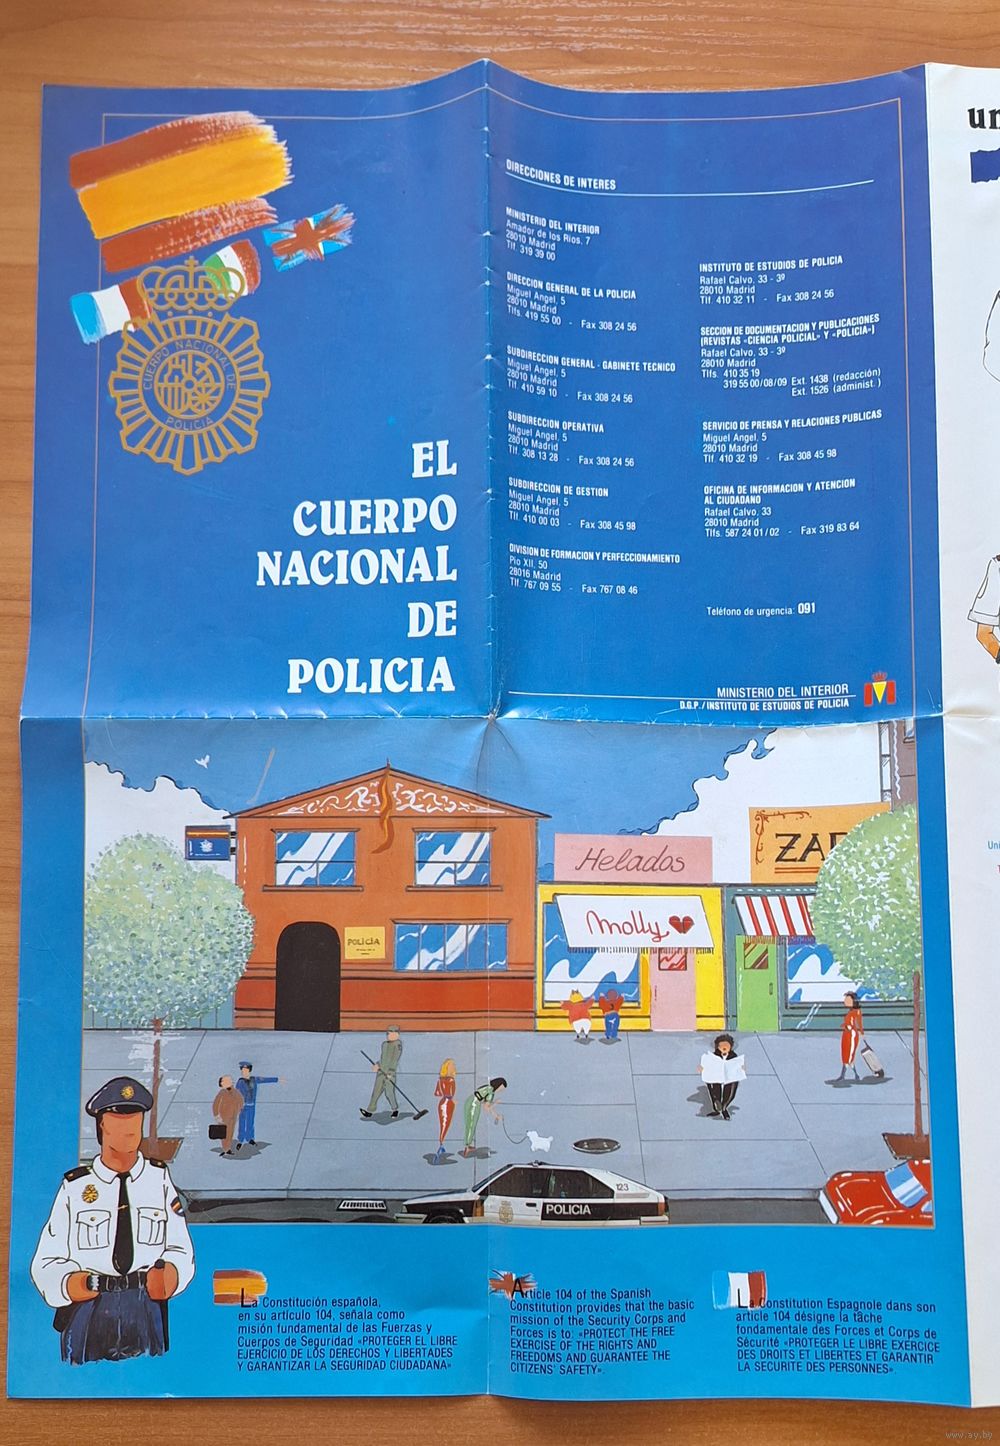 CUERPO NACIONAL DE
POLICIA
EL
CUERPO
NACIONAL
DE
POLICIA
DIRECCIONES DE INTERES
MINISTERIO DEL INTERIOR
Amador de los Rios, 7
28010 Madrid
Tlf. 319 39 00
DIRECCION GENERAL DE LA POLICIA
Miguel Angel, 5
28010 Madrid
Tlfs. 419 55 00 - Fax 308 24 56
SUBDIRECCION GENERAL - GABINETE TECNICO
Miguel Angel, 5
28010 Madrid
Tlf. 410 59 10 - Fax 308 24 56
SUBDIRECCION OPERATIVA
Miguel Angel, 5
28010 Madrid
Tlf. 308 13 28 - Fax 308 24 56
SUBDIRECCION DE GESTION
Miguel Angel, 5
28010 Madrid
Tlf. 410 00 03 - Fax 308 45 98
DIVISION DE FORMACION Y PERFECCIONAMIENTO
Pio XII, 50
28016 Madrid
Tlf. 767 09 55 - Fax 767 08 46
INSTITUTO DE ESTUDIOS DE POLICIA
Rafael Calvo, 33 - 3º
28010 Madrid
Tlf. 410 32 11 - Fax 308 24 56
SECCION DE DOCUMENTACION Y PUBLICACIONES
(REVISTAS «CIENCIA POLICIAL» Y «POLICIA»)
Rafael Calvo, 33 - 3º
28010 Madrid
Tlfs. 410 35 19
319 55 00/08/09 Ext. 1438 (redacción)
Ext. 1526 (administ.)
SERVICIO DE PRENSA Y RELACIONES PUBLICAS
Miguel Angel, 5
28010 Madrid
Tlf. 410 32 19 - Fax 308 45 98
OFICINA DE INFORMACION Y ATENCION
AL CIUDADANO
Rafael Calvo, 33
28010 Madrid
Tlfs. 587 24 01/02 - Fax 319 83 64
Teléfono de urgencia: 091
MINISTERIO DEL INTERIOR
D.G.P./INSTITUTO DE ESTUDIOS DE POLICIA
Helados
ZAP
Molly
POLICIA
123
POLICIA
La Constitución española,
en su artículo 104, señala como
misión fundamental de las Fuerzas y
Cuerpos de Seguridad «PROTEGER EL LIBRE
EJERCICIO DE LOS DERECHOS Y LIBERTADES
Y GARANTIZAR LA SEGURIDAD CIUDADANA»
Article 104 of the Spanish
Constitution provides that the basic
mission of the Security Corps and
Forces is to: «PROTECT THE FREE
EXERCISE OF THE RIGHTS AND
FREEDOMS AND GUARANTEE THE
CITIZENS' SAFETY».
La Constitution Espagnole dans son
article 104 désigne la tâche
fondamentale des Forces et Corps de
Sécurité «PROTEGER LE LIBRE EXERCICE
DES DROITS ET LIBERTES ET GARANTIR
LA SECURITE DES PERSONNES».
un
Uni
www.ay.by